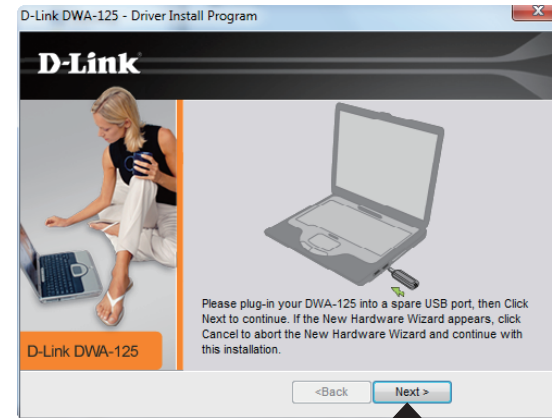 D-Link DWA-125 - Driver Install Program
D-Link
Please plug-in your DWA-125 into a spare USB port, then Click
Next to continue. If the New Hardware Wizard appears, click
Cancel to abort the New Hardware Wizard and continue with
this installation.
D-Link DWA-125
<Back
Next >